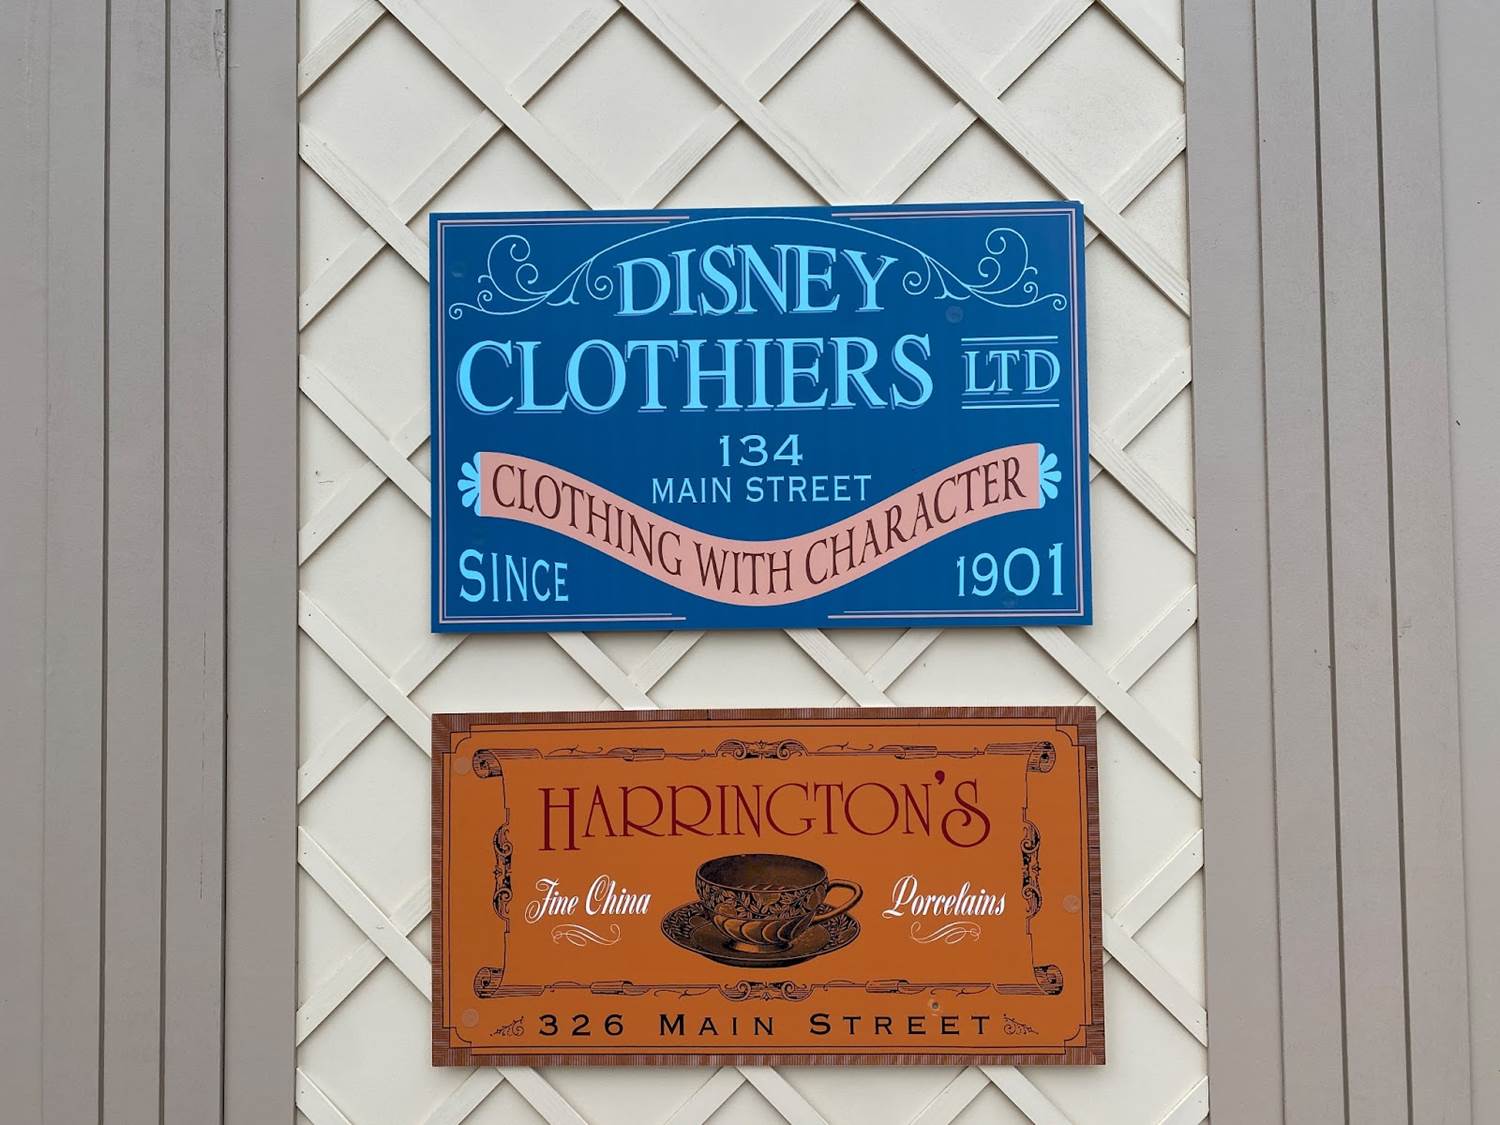 DISNEY
CLOTHIERS LTD
134
MAIN STREET
CLOTHING WITH CHARACTER
SINCE 1901
HARRINGTON'S
Fine China Porcelains
326 MAIN STREET